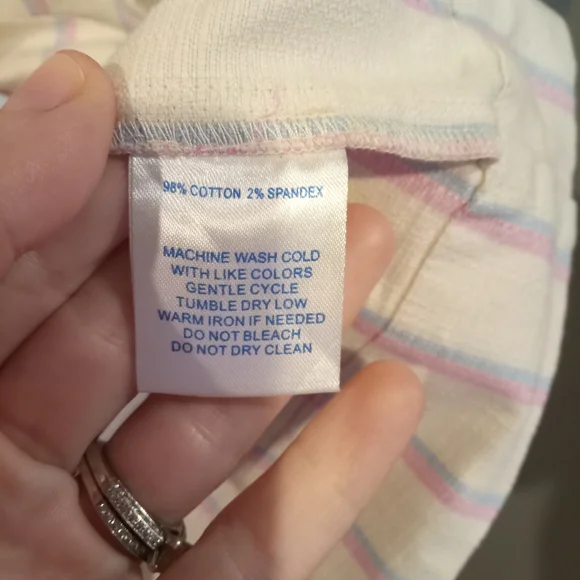 98% COTTON 2% SPANDEX
MACHINE WASH COLD
WITH LIKE COLORS
GENTLE CYCLE
TUMBLE DRY LOW
WARM IRON IF NEEDED
DO NOT BLEACH
DO NOT DRY CLEAN